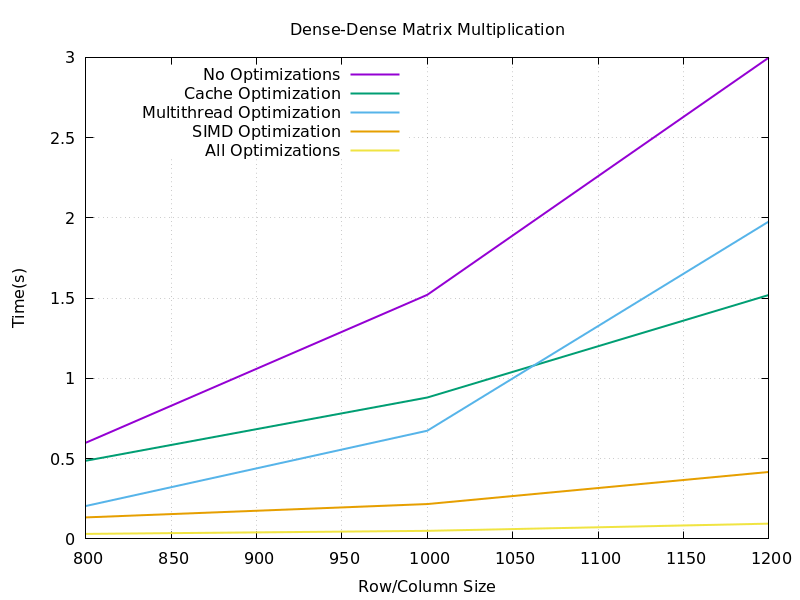 Dense-Dense Matrix Multiplication
3
No Optimizations
Cache Optimization
Multithread Optimization
2.5
SIMD Optimization
All Optimizations
2
Time(s)
1.5
1
0.5
0
800 850 900 950 1000 1050 1100 1150 1200
Row/Column Size